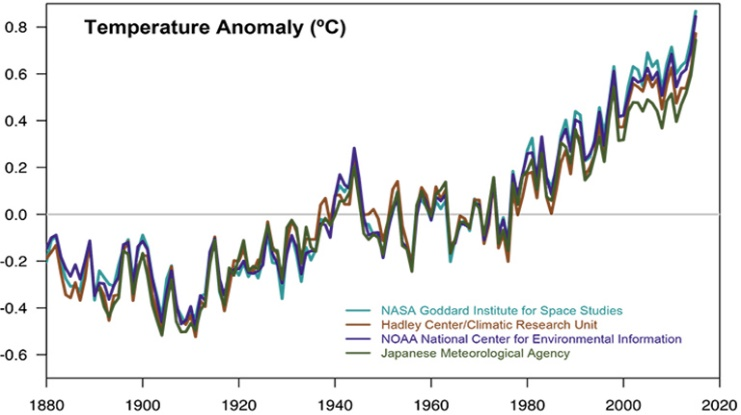 Temperature Anomaly (ºC)
0.8
0.6
0.4
0.2
0.0
-0.2
-0.4
-0.6
NASA Goddard Institute for Space Studies
Hadley Center/Climatic Research Unit
NOAA National Center for Environmental Information
Japanese Meteorological Agency
1880 1900 1920 1940 1960 1980 2000 2020